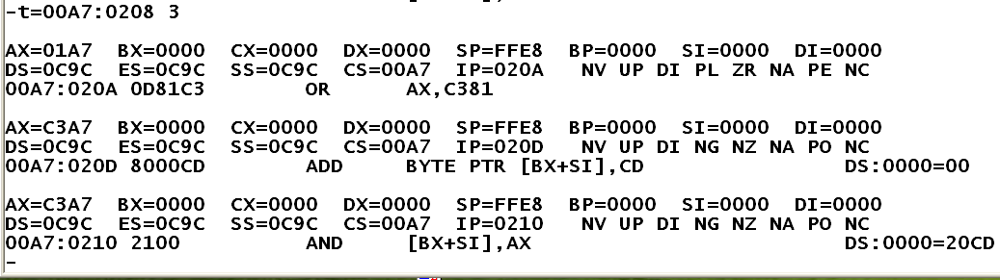 -t=00A7:0208 3
AX=01A7 BX=0000 CX=0000 DX=0000 SP=FFE8 BP=0000 SI=0000 DI=0000
DS=0C9C ES=0C9C SS=0C9C CS=00A7 IP=020A NV UP DI PL ZR NA PE NC
00A7:020A 0D81C3 OR AX,C381
AX=C3A7 BX=0000 CX=0000 DX=0000 SP=FFE8 BP=0000 SI=0000 DI=0000
DS=0C9C ES=0C9C SS=0C9C CS=00A7 IP=020D NV UP DI NG NZ NA PO NC
00A7:020D 8000CD ADD BYTE PTR [BX+SI],CD DS:0000=00
AX=C3A7 BX=0000 CX=0000 DX=0000 SP=FFE8 BP=0000 SI=0000 DI=0000
DS=0C9C ES=0C9C SS=0C9C CS=00A7 IP=0210 NV UP DI NG NZ NA PO NC
00A7:0210 2100 AND [BX+SI],AX DS:0000=20CD
-